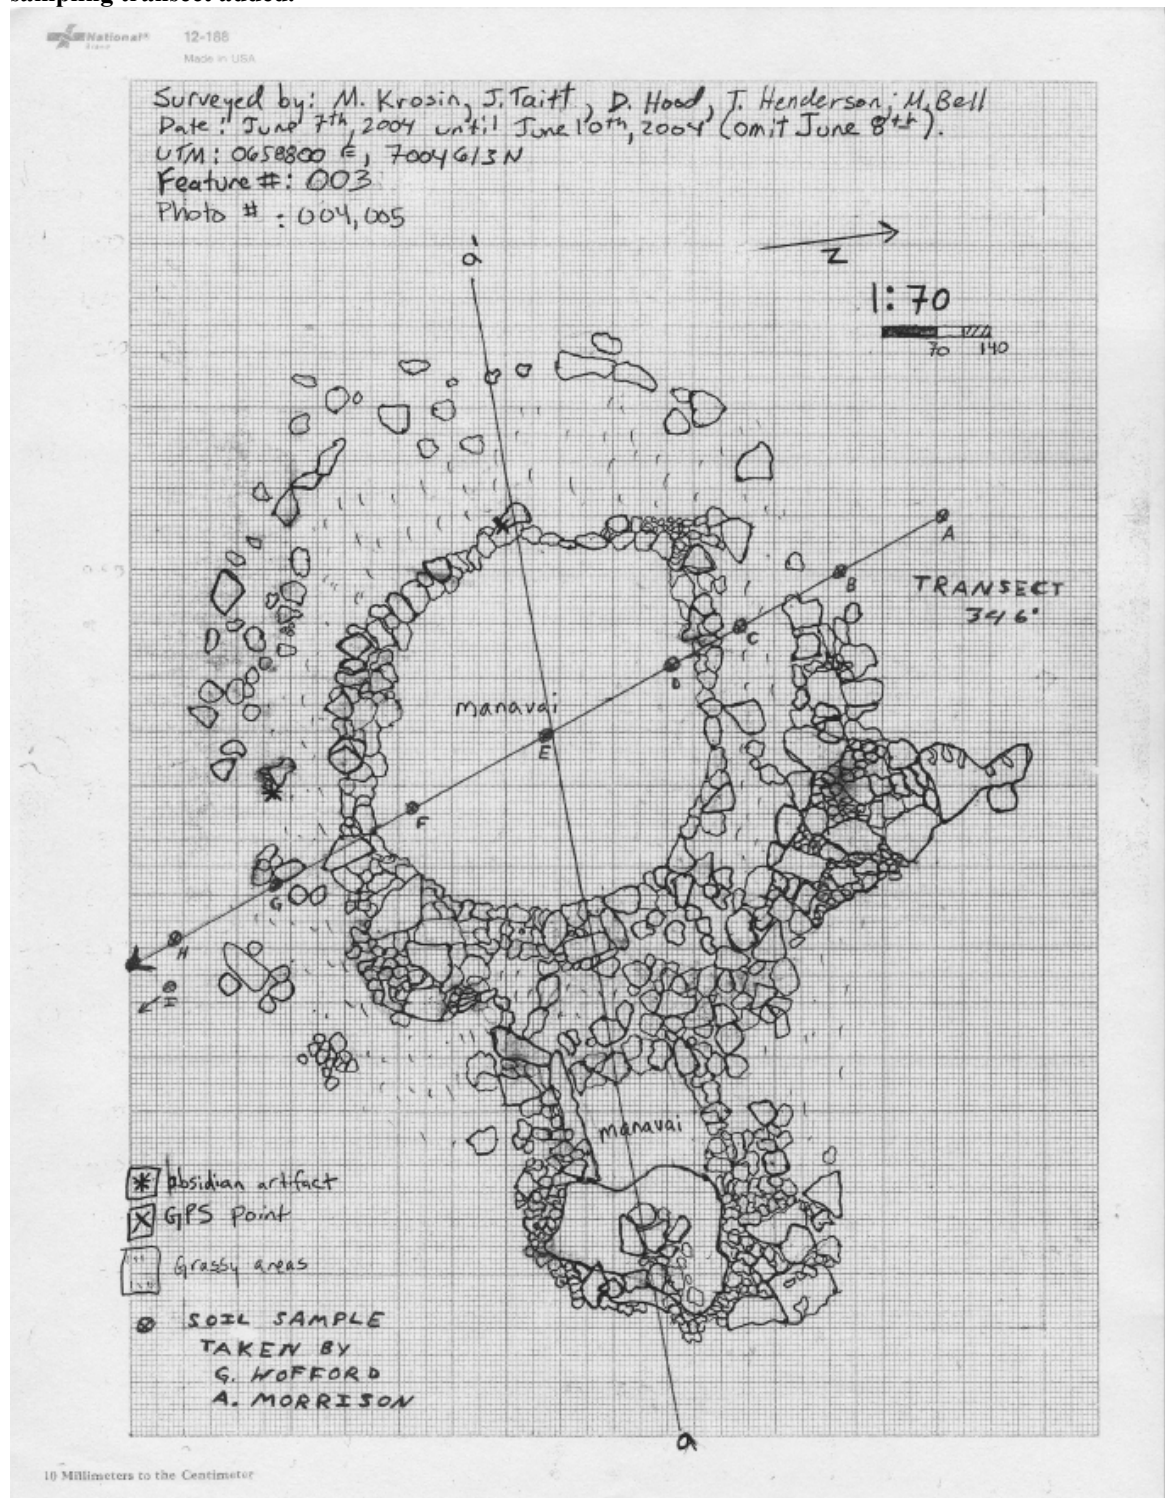 sampling transect added.
National®
12-188
Made in USA
Surveyed by: M. Krosin, J. Taitt, D. Hood, T. Henderson, M. Bell
Date: June 7th, 2004 until June 10th, 2004 (omit June 8th).
UTM: 0658800 E, 7004613 N
Feature #: 003
Photo # : 004,005
a'
N
1:70
70 140
A
B
TRANSECT
346°
C
D
manavai
E
F
G
H
I
manavai
obsidian artifact
GPS Point
Grassy areas
SOIL SAMPLE
TAKEN BY
G. WOFFORD
A. MORRISON
a
10 Millimeters to the Centimeter